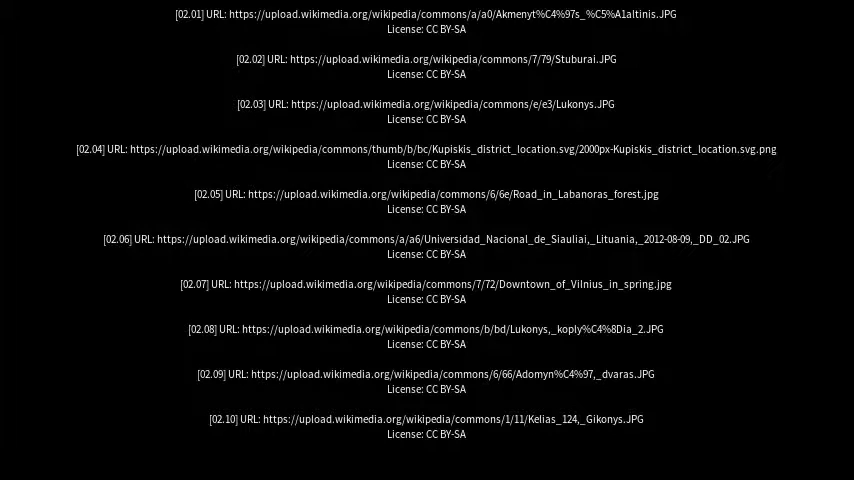 [02.01] URL: https://upload.wikimedia.org/wikipedia/commons/a/a0/Akmenyt%C4%97s_%C5%A1altinis.JPG
License: CC BY-SA
[02.02] URL: https://upload.wikimedia.org/wikipedia/commons/7/79/Stuburai.JPG
License: CC BY-SA
[02.03] URL: https://upload.wikimedia.org/wikipedia/commons/e/e3/Lukonys.JPG
License: CC BY-SA
[02.04] URL: https://upload.wikimedia.org/wikipedia/commons/thumb/b/bc/Kupiskis_district_location.svg/2000px-Kupiskis_district_location.svg.png
License: CC BY-SA
[02.05] URL: https://upload.wikimedia.org/wikipedia/commons/6/6e/Road_in_Labanoras_forest.jpg
License: CC BY-SA
[02.06] URL: https://upload.wikimedia.org/wikipedia/commons/a/a6/Universidad_Nacional_de_Siauliai,_Lituania,_2012-08-09,_DD_02.JPG
License: CC BY-SA
[02.07] URL: https://upload.wikimedia.org/wikipedia/commons/7/72/Downtown_of_Vilnius_in_spring.jpg
License: CC BY-SA
[02.08] URL: https://upload.wikimedia.org/wikipedia/commons/b/bd/Lukonys,_koply%C4%8Dia_2.JPG
License: CC BY-SA
[02.09] URL: https://upload.wikimedia.org/wikipedia/commons/6/66/Adomyn%C4%97,_dvaras.JPG
License: CC BY-SA
[02.10] URL: https://upload.wikimedia.org/wikipedia/commons/1/11/Kelias_124,_Gikonys.JPG
License: CC BY-SA